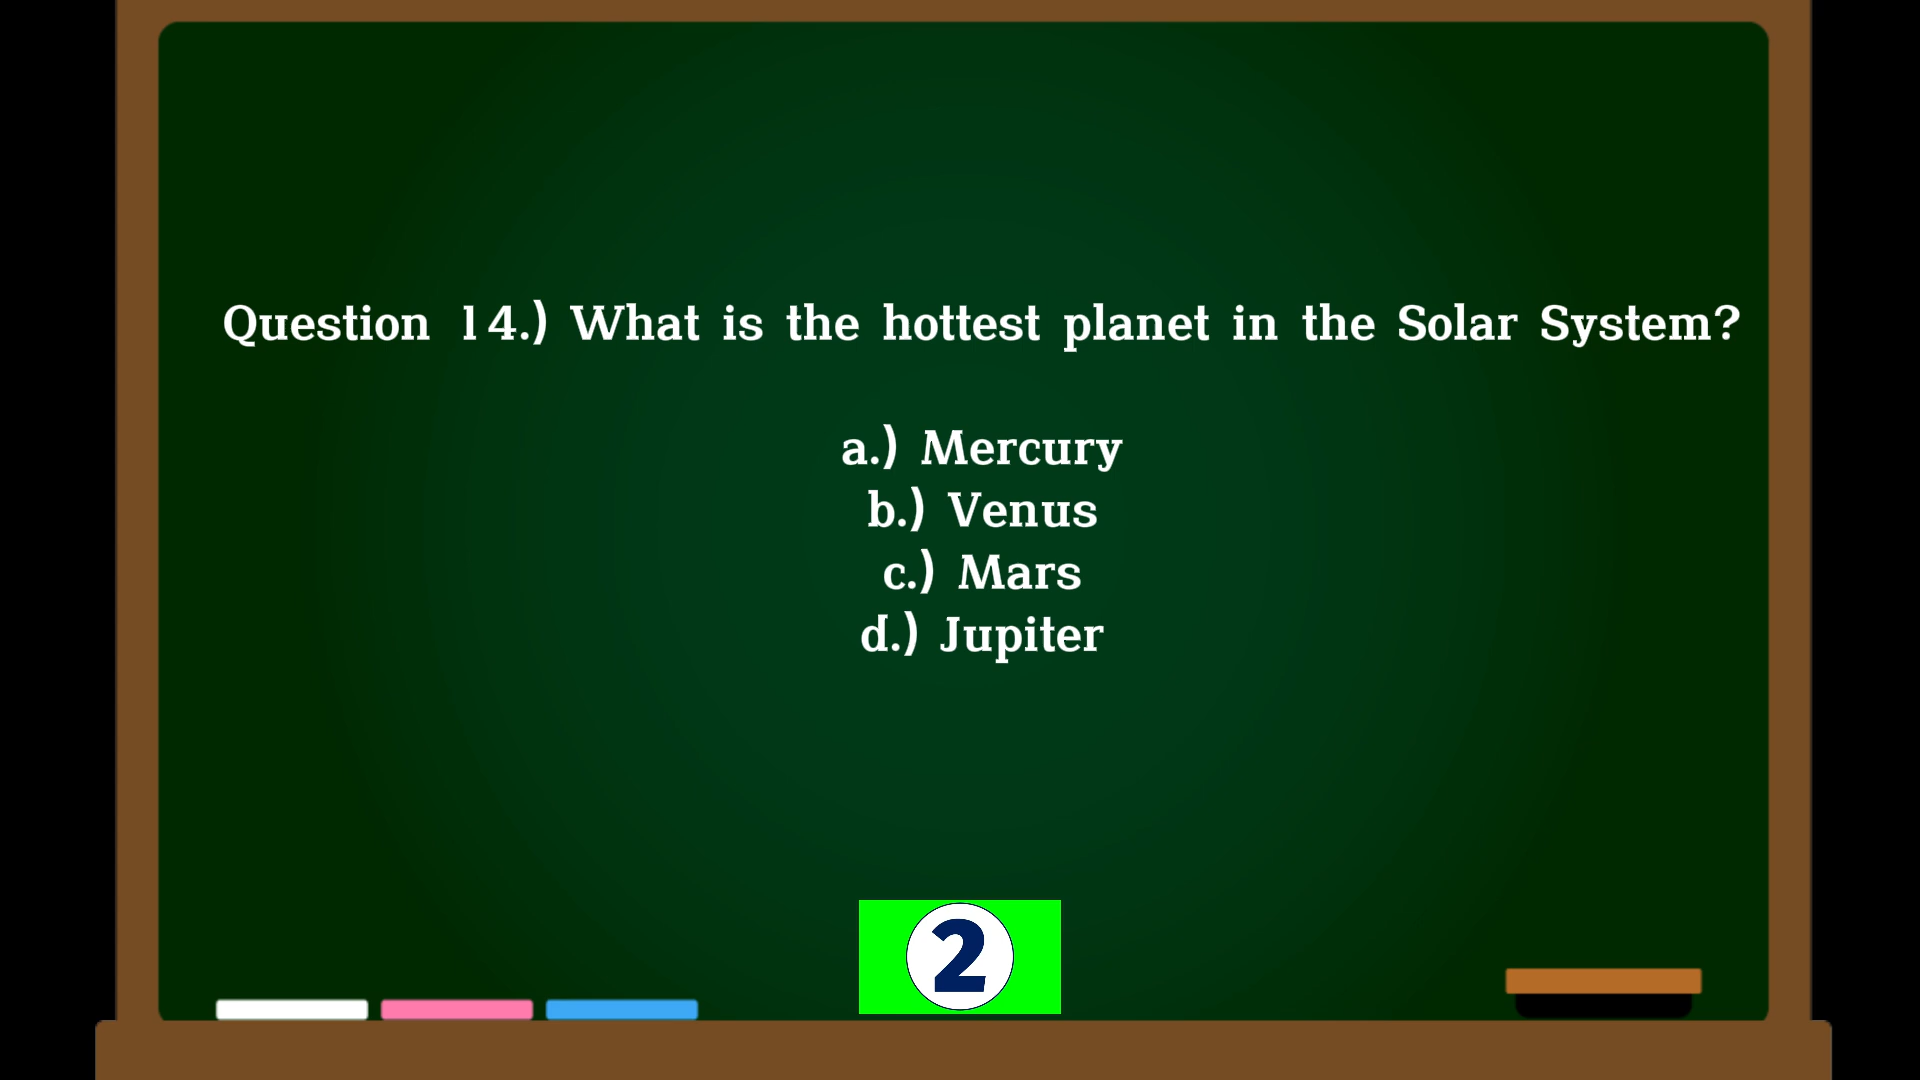 Question 14.) What is the hottest planet in the Solar System?
a.) Mercury
b.) Venus
c.) Mars
d.) Jupiter
2